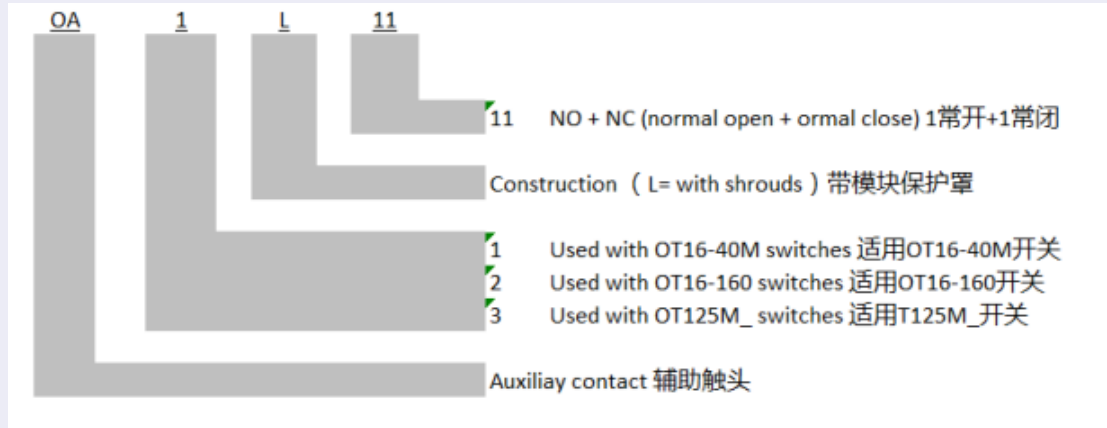 OA 1 L 11
11 NO + NC (normal open + ormal close) 1常开+1常闭
Construction （ L= with shrouds ）带模块保护罩
1 Used with OT16-40M switches 适用OT16-40M开关
2 Used with OT16-160 switches 适用OT16-160开关
3 Used with OT125M_ switches 适用T125M_开关
Auxiliay contact 辅助触头